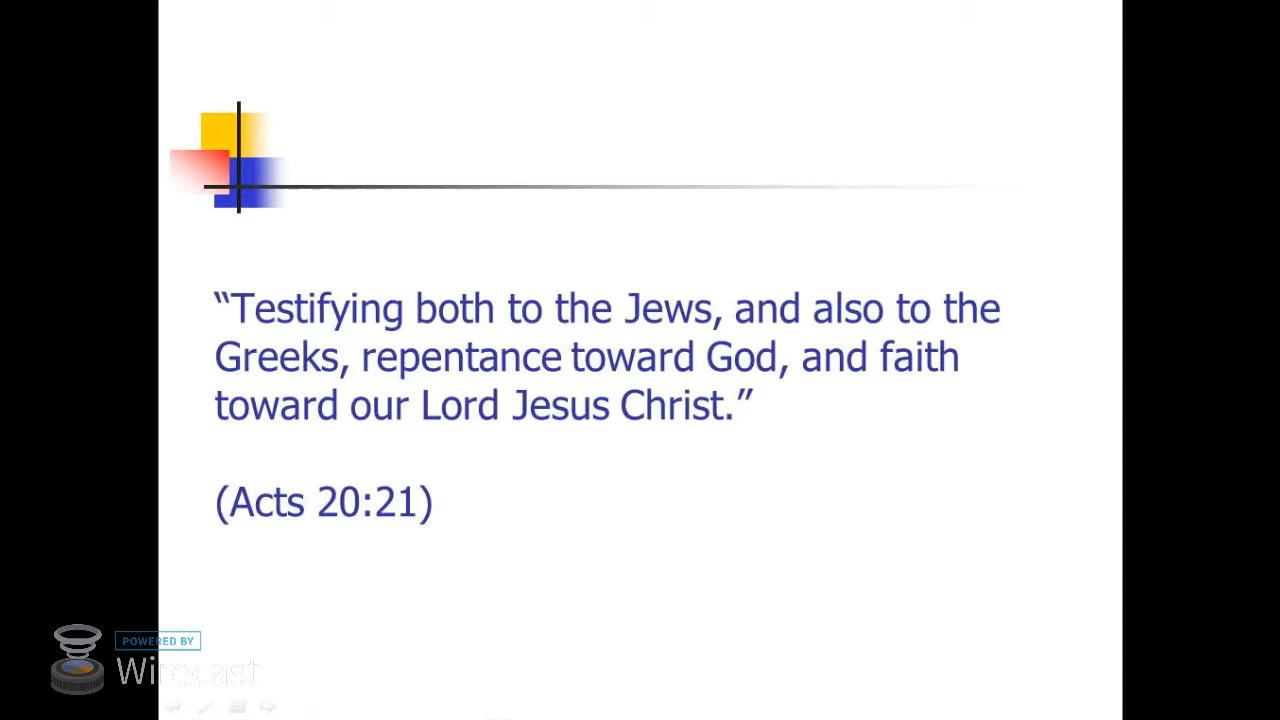 “Testifying both to the Jews, and also to the
Greeks, repentance toward God, and faith
toward our Lord Jesus Christ.”
(Acts 20:21)
POWERED BY
Wirecast